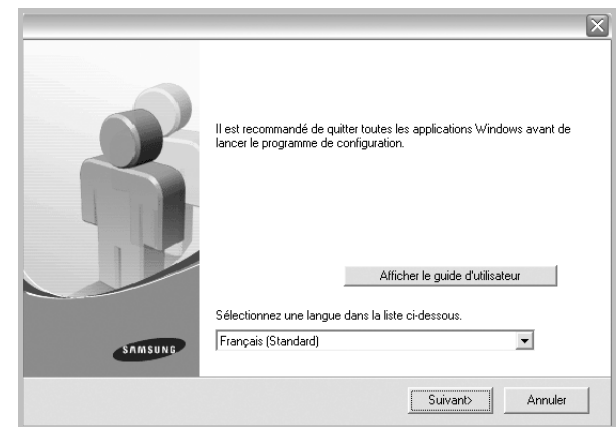 Il est recommandé de quitter toutes les applications Windows avant de
lancer le programme de configuration.
Afficher le guide d'utilisateur
Sélectionnez une langue dans la liste ci-dessous.
Français (Standard)
SAMSUNG
Suivant>
Annuler